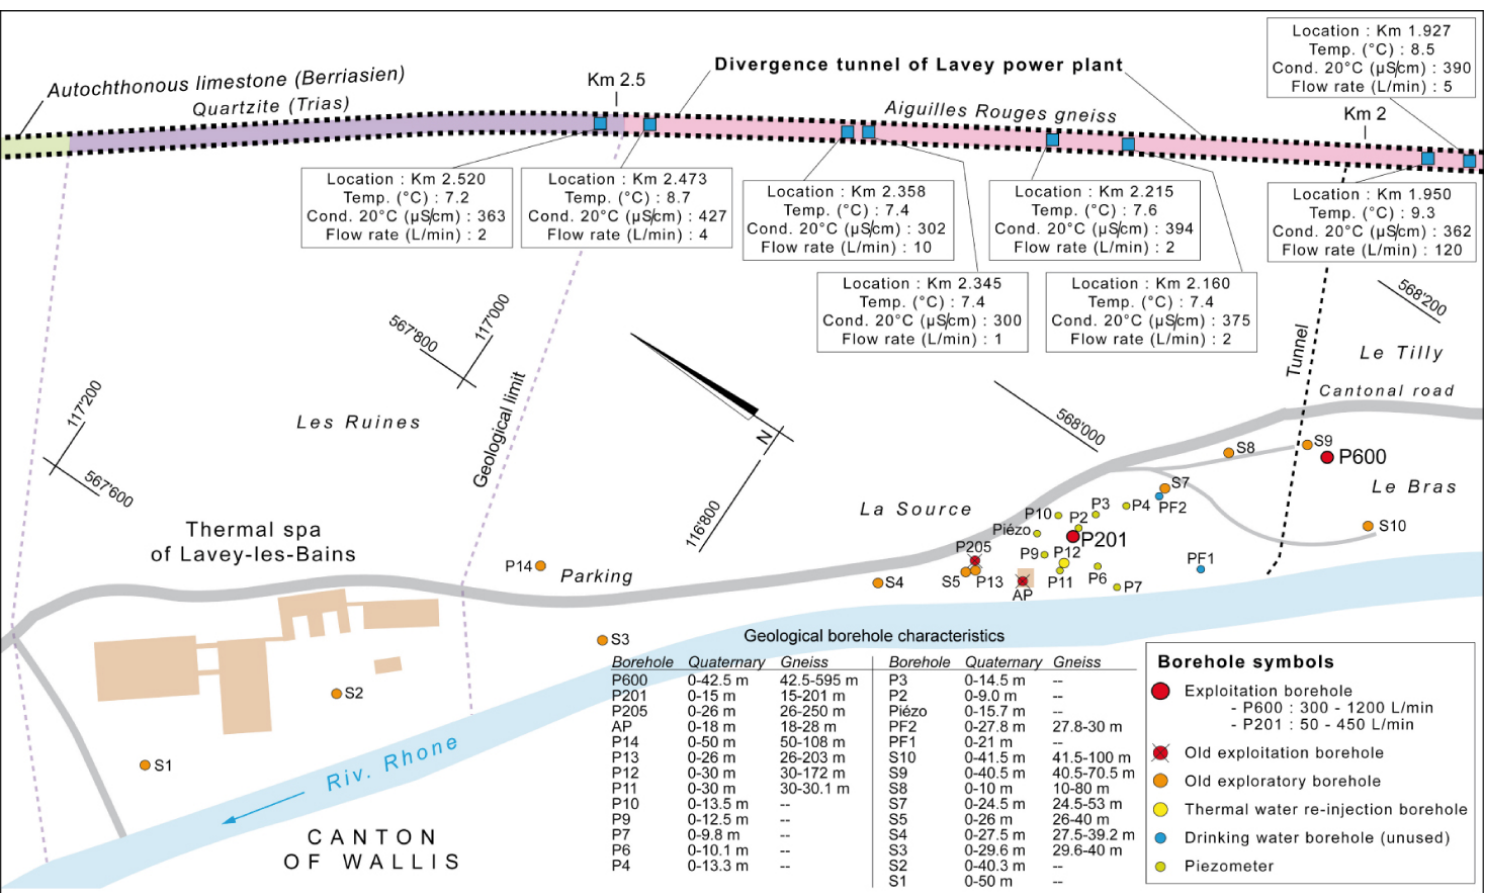 Location : Km 1.927
Temp. (°C) : 8.5
Cond. 20°C (µS/cm) : 390
Flow rate (L/min) : 5
Autochthonous limestone (Berriasien)
Quartzite (Trias)
Km 2.5
Divergence tunnel of Lavey power plant
Aiguilles Rouges gneiss
Km 2
Location : Km 2.520
Temp. (°C) : 7.2
Cond. 20°C (µS/cm) : 363
Flow rate (L/min) : 2
Location : Km 2.473
Temp. (°C) : 8.7
Cond. 20°C (µS/cm) : 427
Flow rate (L/min) : 4
Location : Km 2.358
Temp. (°C) : 7.4
Cond. 20°C (µS/cm) : 302
Flow rate (L/min) : 10
Location : Km 2.215
Temp. (°C) : 7.6
Cond. 20°C (µS/cm) : 394
Flow rate (L/min) : 2
Location : Km 1.950
Temp. (°C) : 9.3
Cond. 20°C (µS/cm) : 362
Flow rate (L/min) : 120
Location : Km 2.345
Temp. (°C) : 7.4
Cond. 20°C (µS/cm) : 300
Flow rate (L/min) : 1
Location : Km 2.160
Temp. (°C) : 7.4
Cond. 20°C (µS/cm) : 375
Flow rate (L/min) : 2
567'800
117'000
568'200
117'200
567'600
Les Ruines
Geological limit
N
116'800
568'000
Tunnel
Le Tilly
Cantonal road
S8
S9
P600
Le Bras
S7
PF2
S10
La Source
P10
P3
P4
P2
Piézo
P201
P205
P9
P12
PF1
S5
P13
P11
P6
P7
AP
S4
Thermal spa
of Lavey-les-Bains
P14
Parking
S3
S2
S1
Riv. Rhone
CANTON
OF WALLIS
Geological borehole characteristics
Borehole Quaternary Gneiss Borehole Quaternary Gneiss
P600 0-42.5 m 42.5-595 m P3 0-14.5 m --
P201 0-15 m 15-201 m P2 0-9.0 m --
P205 0-26 m 26-250 m Piézo 0-15.7 m --
AP 0-18 m 18-28 m PF2 0-27.8 m 27.8-30 m
P14 0-50 m 50-108 m PF1 0-21 m --
P13 0-26 m 26-203 m S10 0-41.5 m 41.5-100 m
P12 0-30 m 30-172 m S9 0-40.5 m 40.5-70.5 m
P11 0-30 m 30-30.1 m S8 0-10 m 10-80 m
P10 0-13.5 m -- S7 0-24.5 m 24.5-53 m
P9 0-12.5 m -- S5 0-26 m 26-40 m
P7 0-9.8 m -- S4 0-27.5 m 27.5-39.2 m
P6 0-10.1 m -- S3 0-29.6 m 29.6-40 m
P4 0-13.3 m -- S2 0-40.3 m --
S1 0-50 m --
Borehole symbols
Exploitation borehole
- P600 : 300 - 1200 L/min
- P201 : 50 - 450 L/min
Old exploitation borehole
Old exploratory borehole
Thermal water re-injection borehole
Drinking water borehole (unused)
Piezometer